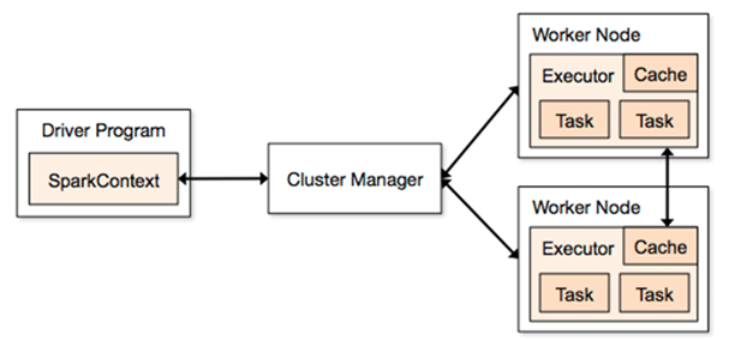 Driver Program
SparkContext
Cluster Manager
Worker Node
Executor
Cache
Task
Task
Worker Node
Executor
Cache
Task
Task